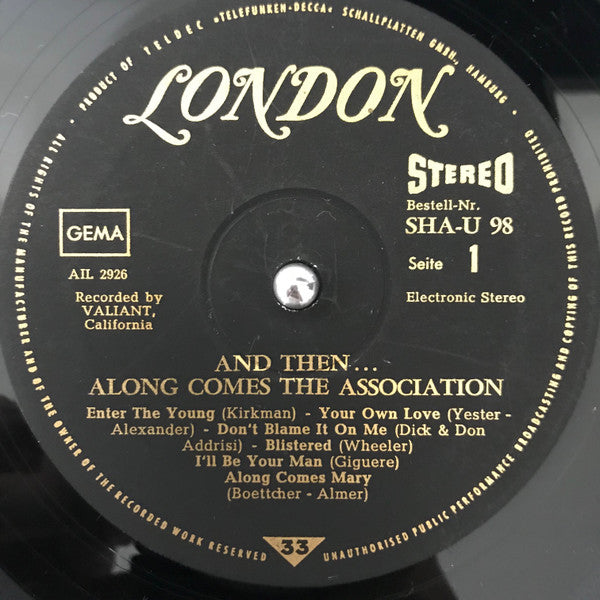 PRODUCT OF TELDEC »TELEFUNKEN-DECCA« SCHALLPLATTEN GMBH., HAMBURG
LONDON
STEREO
Bestell-Nr.
SHA-U 98
Seite 1
Electronic Stereo
GEMA
AIL 2926
Recorded by
VALIANT,
California
AND THEN...
ALONG COMES THE ASSOCIATION
Enter The Young (Kirkman) - Your Own Love (Yester -
Alexander) - Don't Blame It On Me (Dick & Don
Addrisi) - Blistered (Wheeler)
I'll Be Your Man (Giguere)
Along Comes Mary
(Boettcher - Almer)
33
ALL RIGHTS OF THE MANUFACTURER AND OF THE OWNER OF THE RECORDED WORK RESERVED
UNAUTHORISED PUBLIC PERFORMANCE BROADCASTING AND COPYING OF THIS RECORD PROHIBITED